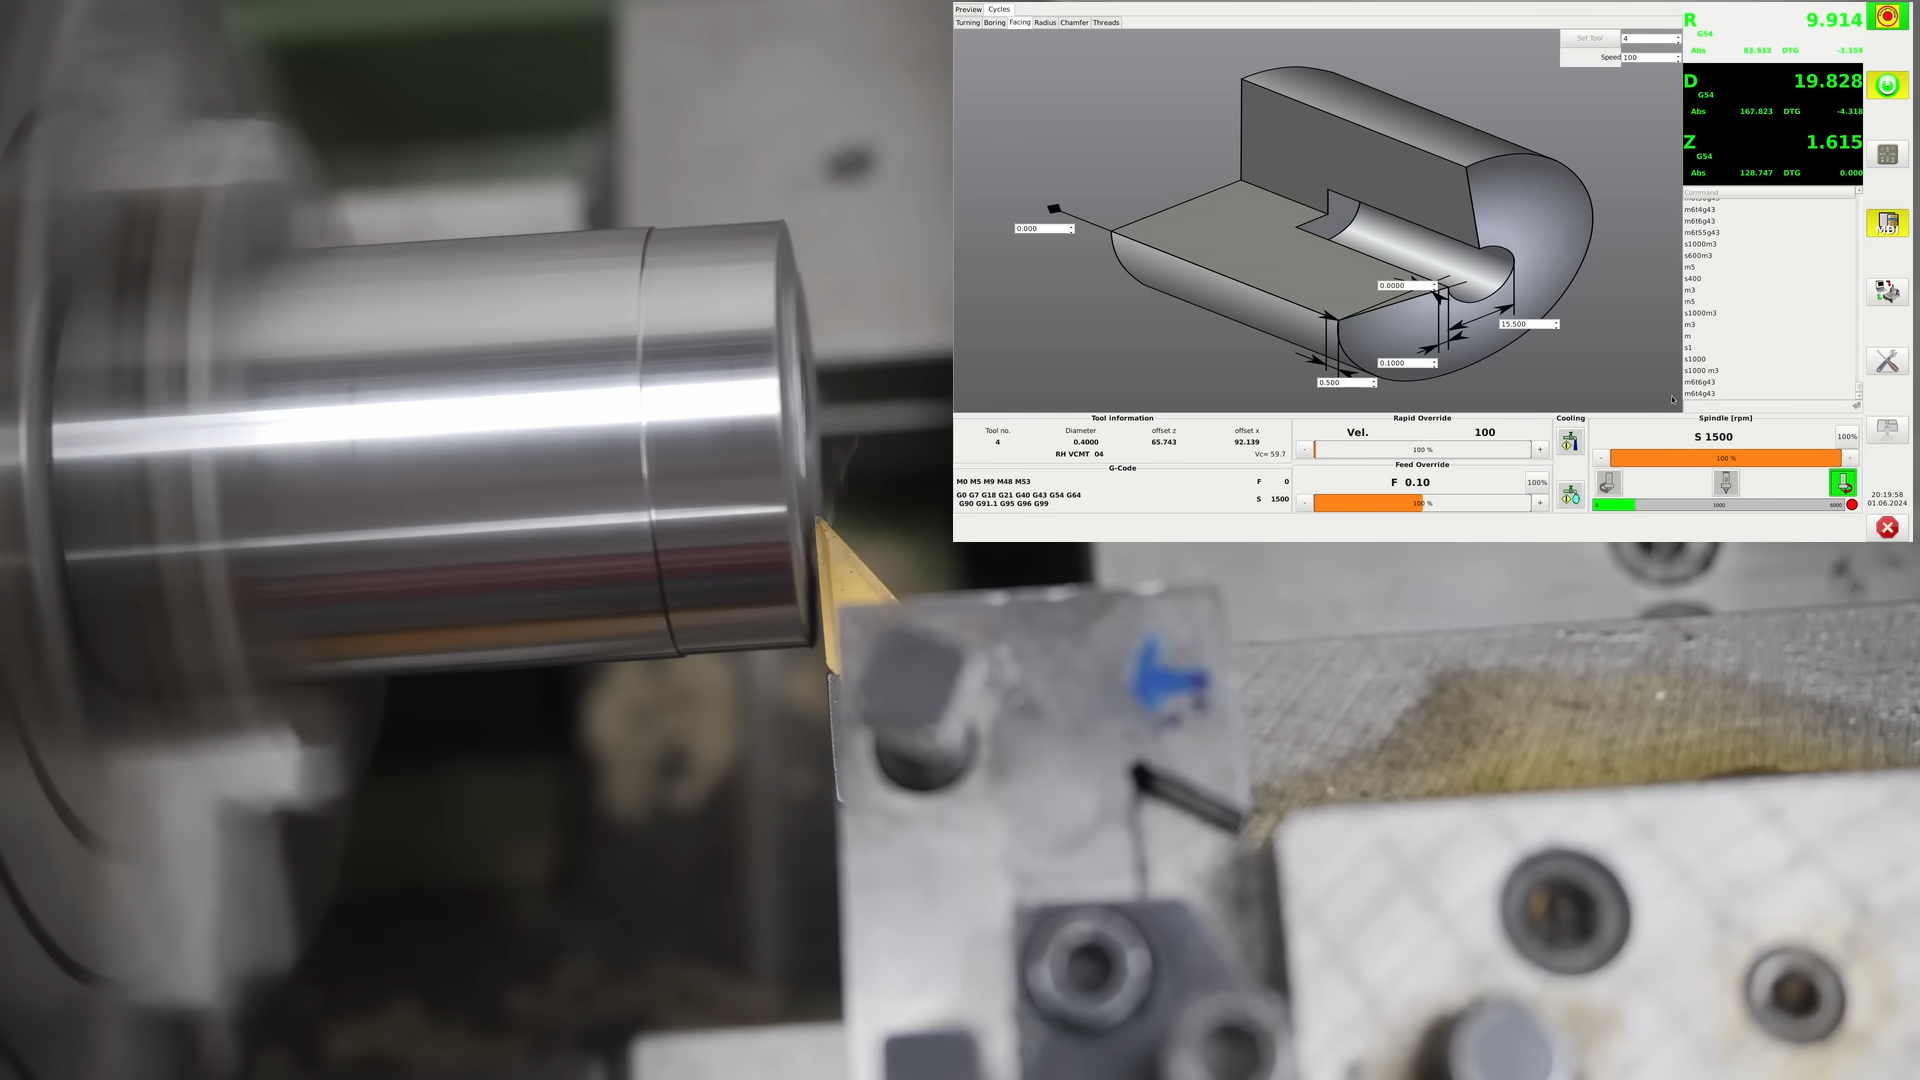 Preview Cycles
Turning Boring Facing Radius Chamfer Threads
Set Tool 4
Speed 100
0.000
0.0000
15.500
0.1000
0.500
R 9.914
G54
Abs 83.912 DTG -2.159
D 19.828
G54
Abs 167.823 DTG -4.318
Z 1.615
G54
Abs 128.747 DTG 0.000
Command
m6t4g43
m6t6g43
m6t55g43
s1000m3
s600m3
m5
s400
m3
m5
s1000m3
m3
m
s1
s1000
s1000 m3
m6t6g43
m6t4g43
MDI
Tool information
Tool no. Diameter offset z offset x
4 0.4000 65.743 92.139
RH VCMT 04 Vc= 59.7
G-Code
M0 M5 M9 M48 M53 F 0
G0 G7 G18 G21 G40 G43 G54 G64 S 1500
G90 G91.1 G95 G96 G99
Rapid Override
Vel. 100
- 100 % +
Feed Override
F 0.10 100%
- 100 % +
Cooling
Spindle [rpm]
S 1500 100%
- 100 % +
0 1000 6000
20:19:58
01.06.2024